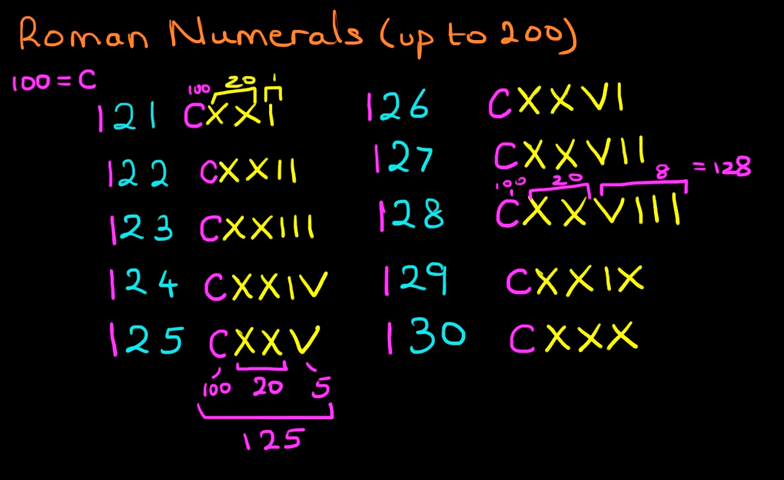 Roman Numerals (up to 200)
100 = C
100 20 1
121 CXXI
122 CXXII
123 CXXIII
124 CXXIV
125 CXXV
100 20 5
125
126 CXXVI
127 CXXVII
100 20 8 = 128
128 CXXVIII
129 CXXIX
130 CXXX